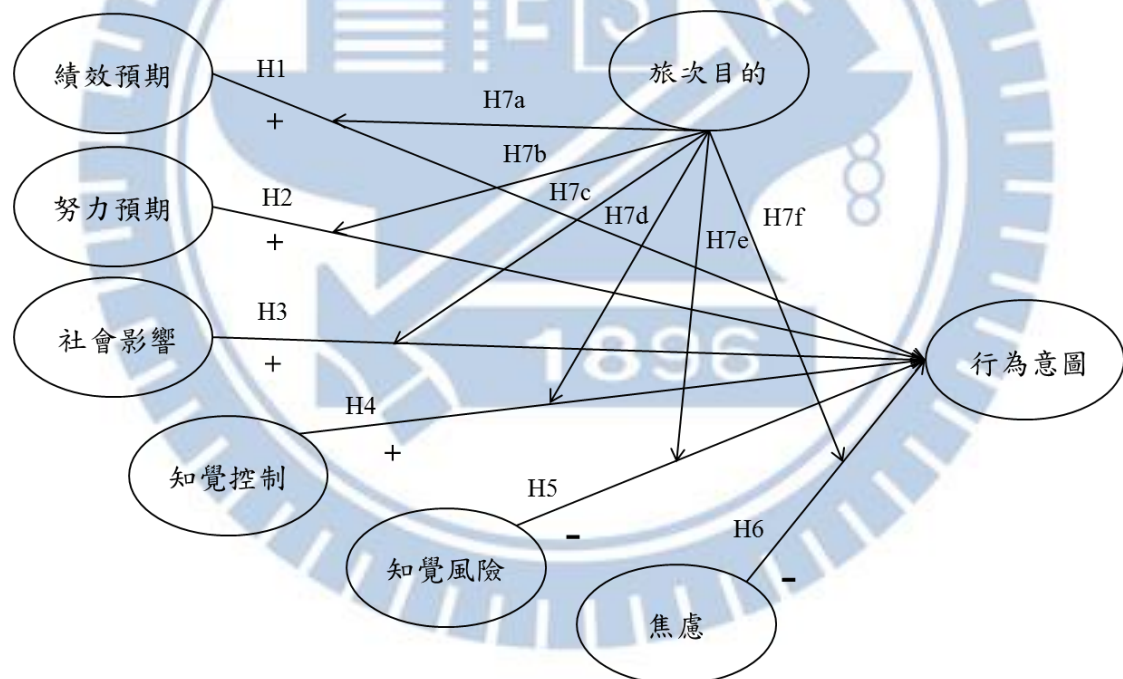 績效預期
H1
+
旅次目的
H7a
H7b
努力預期
H2
+
H7c
H7d
H7e
H7f
社會影響
H3
+
1896
行為意圖
H4
+
知覺控制
H5
-
知覺風險
H6
-
焦慮